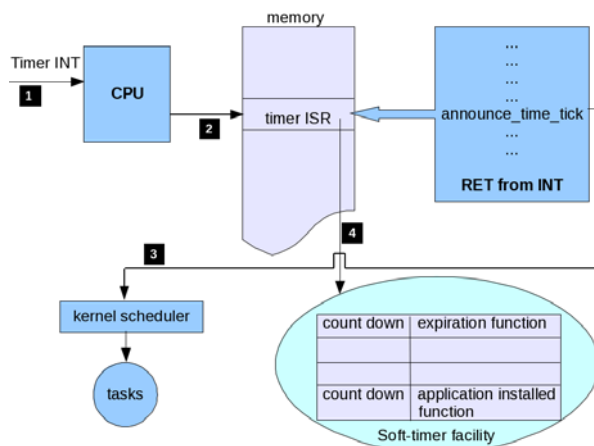 memory
Timer INT
1
CPU
2
timer ISR
...
...
...
...
announce_time_tick
...
...
RET from INT
4
3
kernel scheduler
tasks
count down expiration function
count down application installed
function
Soft-timer facility